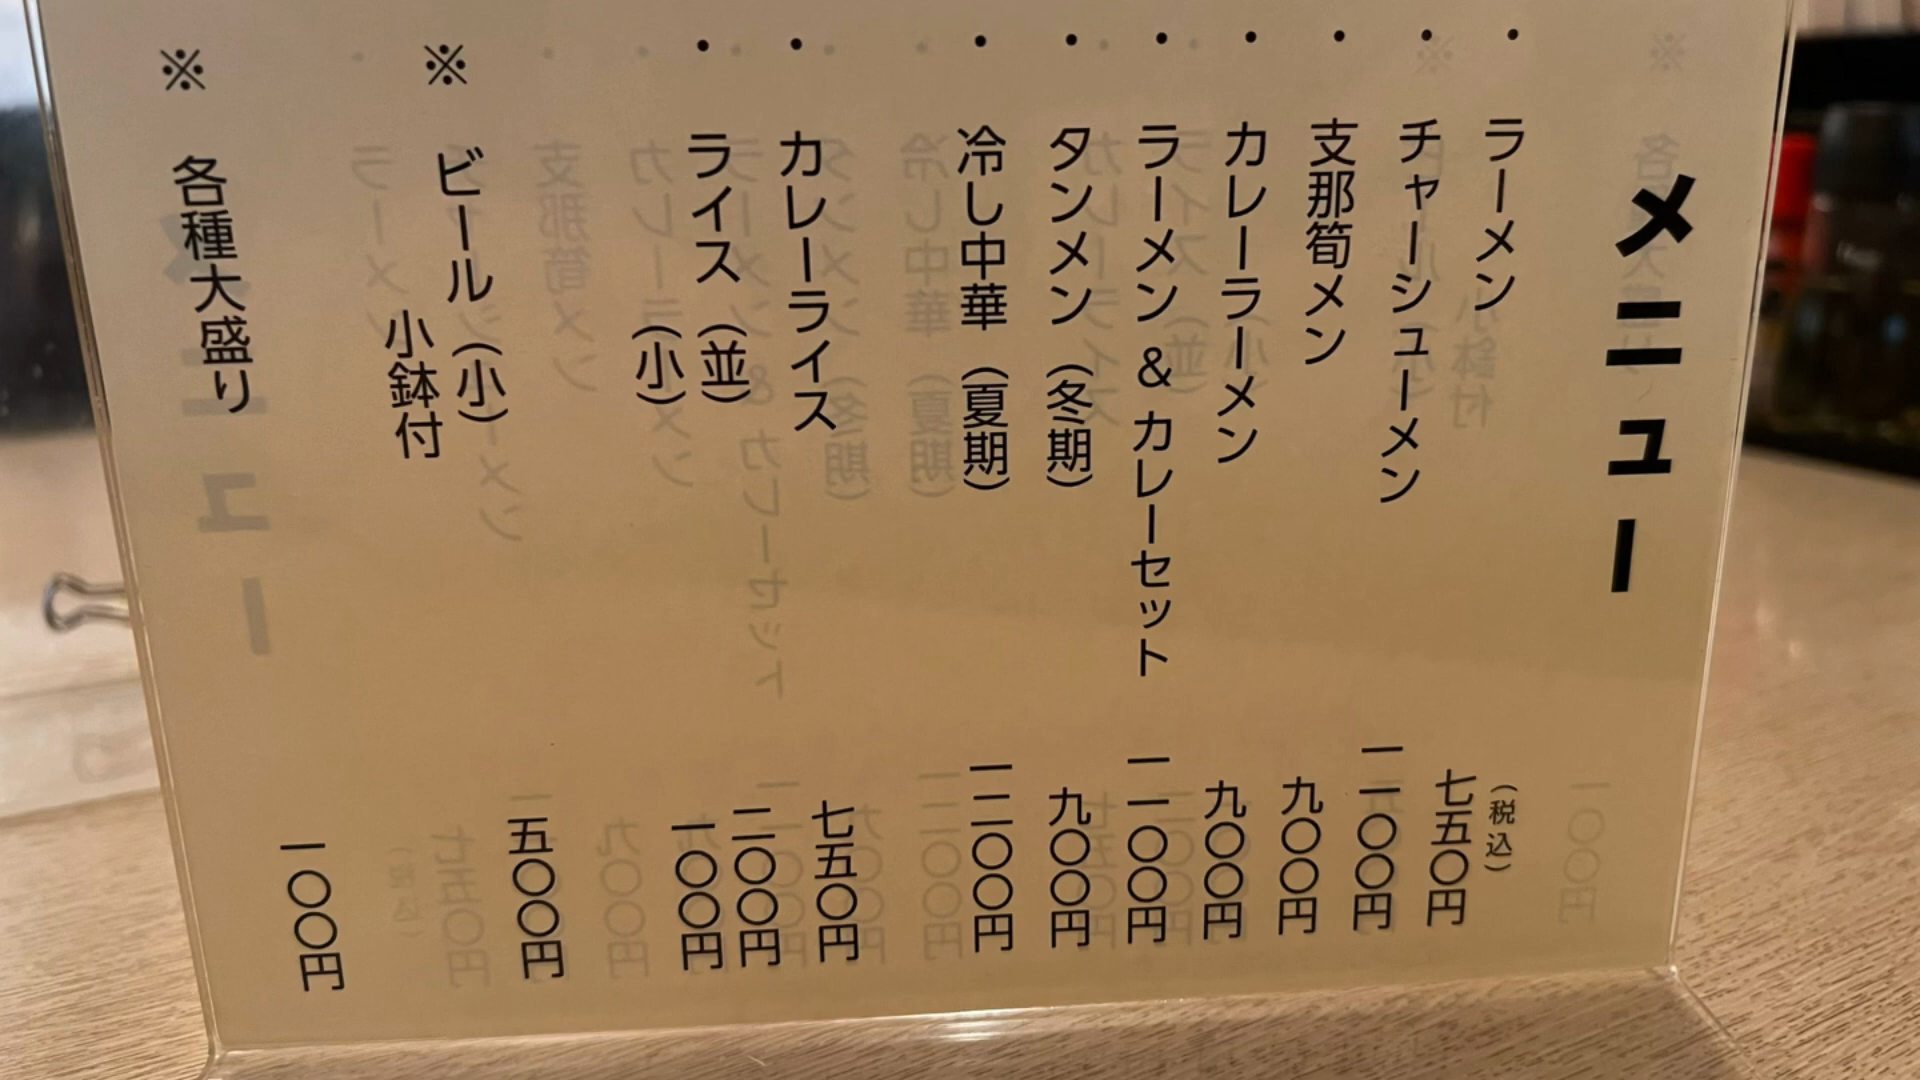 メニュー
・ラーメン 七五〇円（税込）
・チャーシューメン 一一〇〇円
・支那筍メン 九〇〇円
・カレーラーメン 九〇〇円
・ラーメン＆カレーセット 一一〇〇円
・タンメン（冬期） 九〇〇円
・冷し中華（夏期） 一二〇〇円
・カレーライス 七五〇円
・ライス（並） 二〇〇円
（小） 一〇〇円
※ビール（小） 五〇〇円
小鉢付
※各種大盛り 一〇〇円